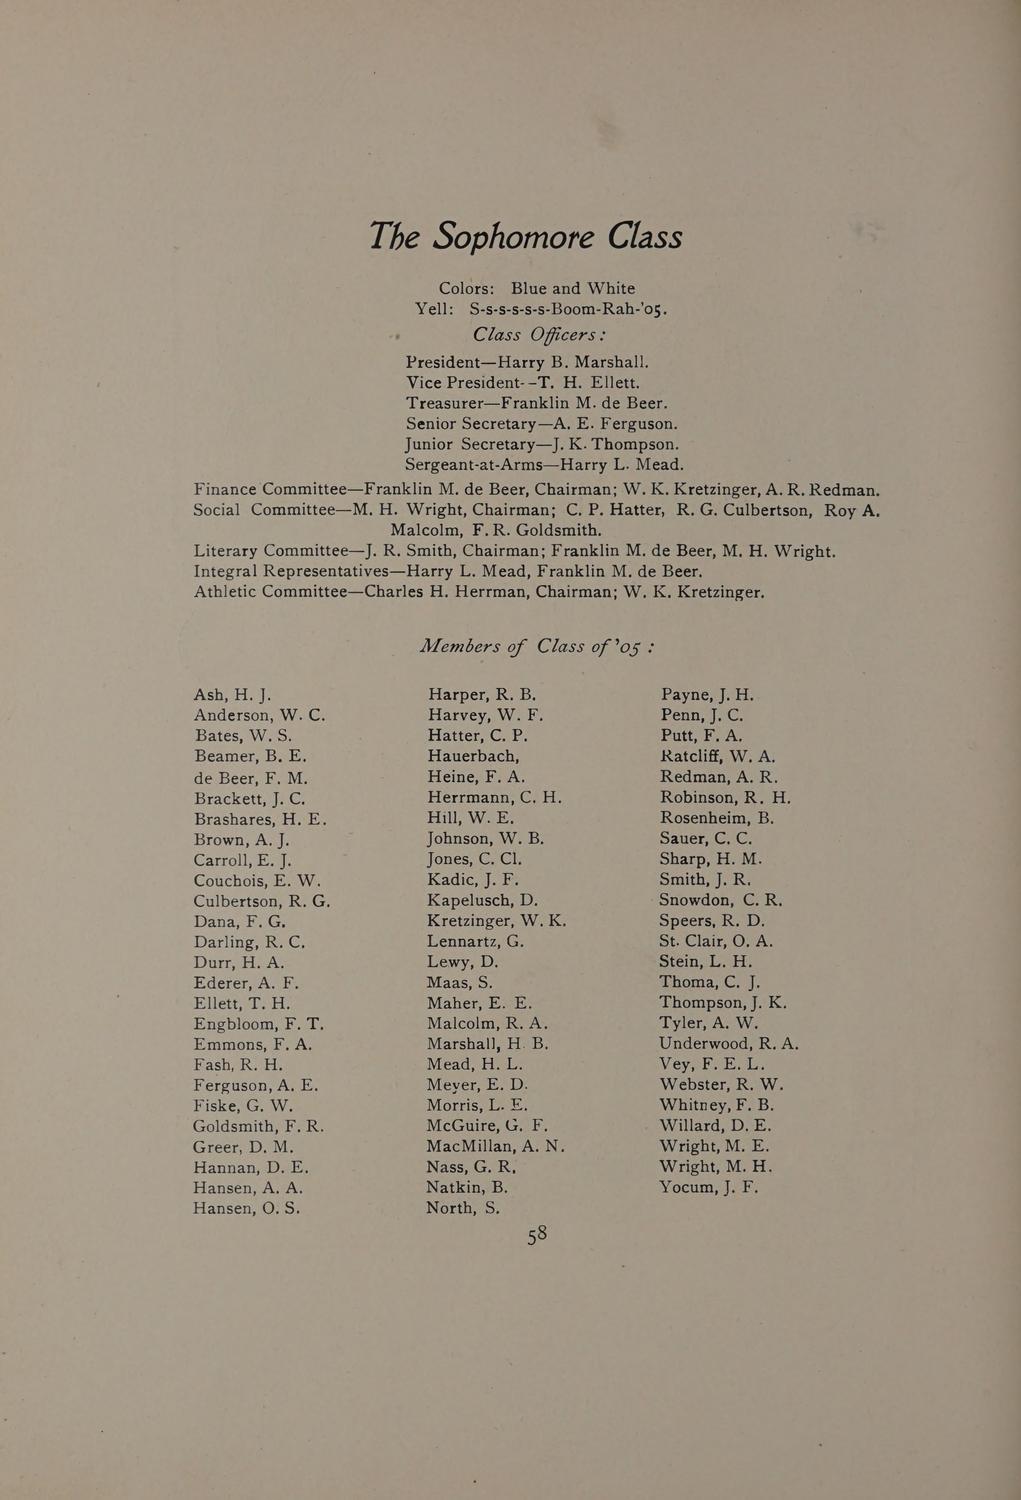 The Sophomore Class
Colors: Blue and White
Yell: S-s-s-s-s-s-Boom-Rah-'05.
Class Officers:
President—Harry B. Marshall.
Vice President-–T. H. Ellett.
Treasurer—Franklin M. de Beer.
Senior Secretary—A. E. Ferguson.
Junior Secretary—J. K. Thompson.
Sergeant-at-Arms—Harry L. Mead.
Finance Committee—Franklin M. de Beer, Chairman; W. K. Kretzinger, A. R. Redman.
Social Committee—M. H. Wright, Chairman; C. P. Hatter, R. G. Culbertson, Roy A.
Malcolm, F. R. Goldsmith.
Literary Committee—J. R. Smith, Chairman; Franklin M. de Beer, M. H. Wright.
Integral Representatives—Harry L. Mead, Franklin M. de Beer.
Athletic Committee—Charles H. Herrman, Chairman; W. K. Kretzinger.
Members of Class of '05:
Ash, H. J.
Anderson, W. C.
Bates, W. S.
Beamer, B. E.
de Beer, F. M.
Brackett, J. C.
Brashares, H. E.
Brown, A. J.
Carroll, E. J.
Couchois, E. W.
Culbertson, R. G.
Dana, F. G.
Darling, R. C.
Durr, H. A.
Ederer, A. F.
Ellett, T. H.
Engbloom, F. T.
Emmons, F. A.
Fash, R. H.
Ferguson, A. E.
Fiske, G. W.
Goldsmith, F. R.
Greer, D. M.
Hannan, D. E.
Hansen, A. A.
Hansen, O. S.
Harper, R. B.
Harvey, W. F.
Hatter, C. P.
Hauerbach,
Heine, F. A.
Herrmann, C. H.
Hill, W. E.
Johnson, W. B.
Jones, C. Cl.
Kadic, J. F.
Kapelusch, D.
Kretzinger, W. K.
Lennartz, G.
Lewy, D.
Maas, S.
Maher, E. E.
Malcolm, R. A.
Marshall, H. B.
Mead, H. L.
Meyer, E. D.
Morris, L. E.
McGuire, G. F.
MacMillan, A. N.
Nass, G. R.
Natkin, B.
North, S.
Payne, J. H.
Penn, J. C.
Putt, F. A.
Ratcliff, W. A.
Redman, A. R.
Robinson, R. H.
Rosenheim, B.
Sauer, C. C.
Sharp, H. M.
Smith, J. R.
Snowdon, C. R.
Speers, R. D.
St. Clair, O. A.
Stein, L. H.
Thoma, C. J.
Thompson, J. K.
Tyler, A. W.
Underwood, R. A.
Vey, F. E. L.
Webster, R. W.
Whitney, F. B.
Willard, D. E.
Wright, M. E.
Wright, M. H.
Yocum, J. F.
58